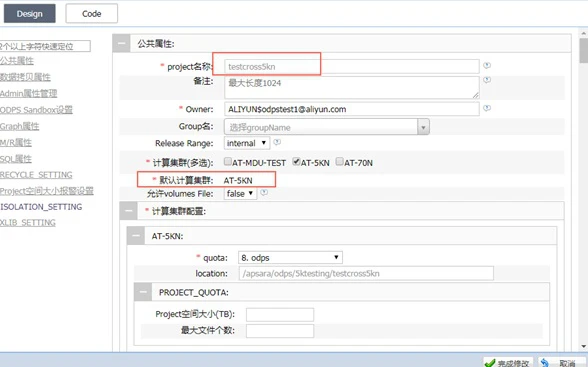 Design Code
2个以上字符快速定位
公共属性
数据拷贝属性
Admin属性管理
ODPS Sandbox设置
Graph属性
M/R属性
SQL属性
RECYCLE_SETTING
Project空间大小报警设置
ISOLATION_SETTING
XLIB_SETTING
公共属性:
* project名称: testcross5kn
备注: 最大长度1024
* Owner: ALIYUN$odpstest1@aliyun.com
Group名: 选择groupName
Release Range: internal
* 计算集群(多选): AT-MDU-TEST AT-5KN AT-70N
* 默认计算集群: AT-5KN
允许volumes File: false
* 计算集群配置:
AT-5KN:
* quota: 8. odps
location: /apsara/odps/5ktesting/testcross5kn
PROJECT_QUOTA:
Project空间大小(TB):
最大文件个数:
完成修改 取消